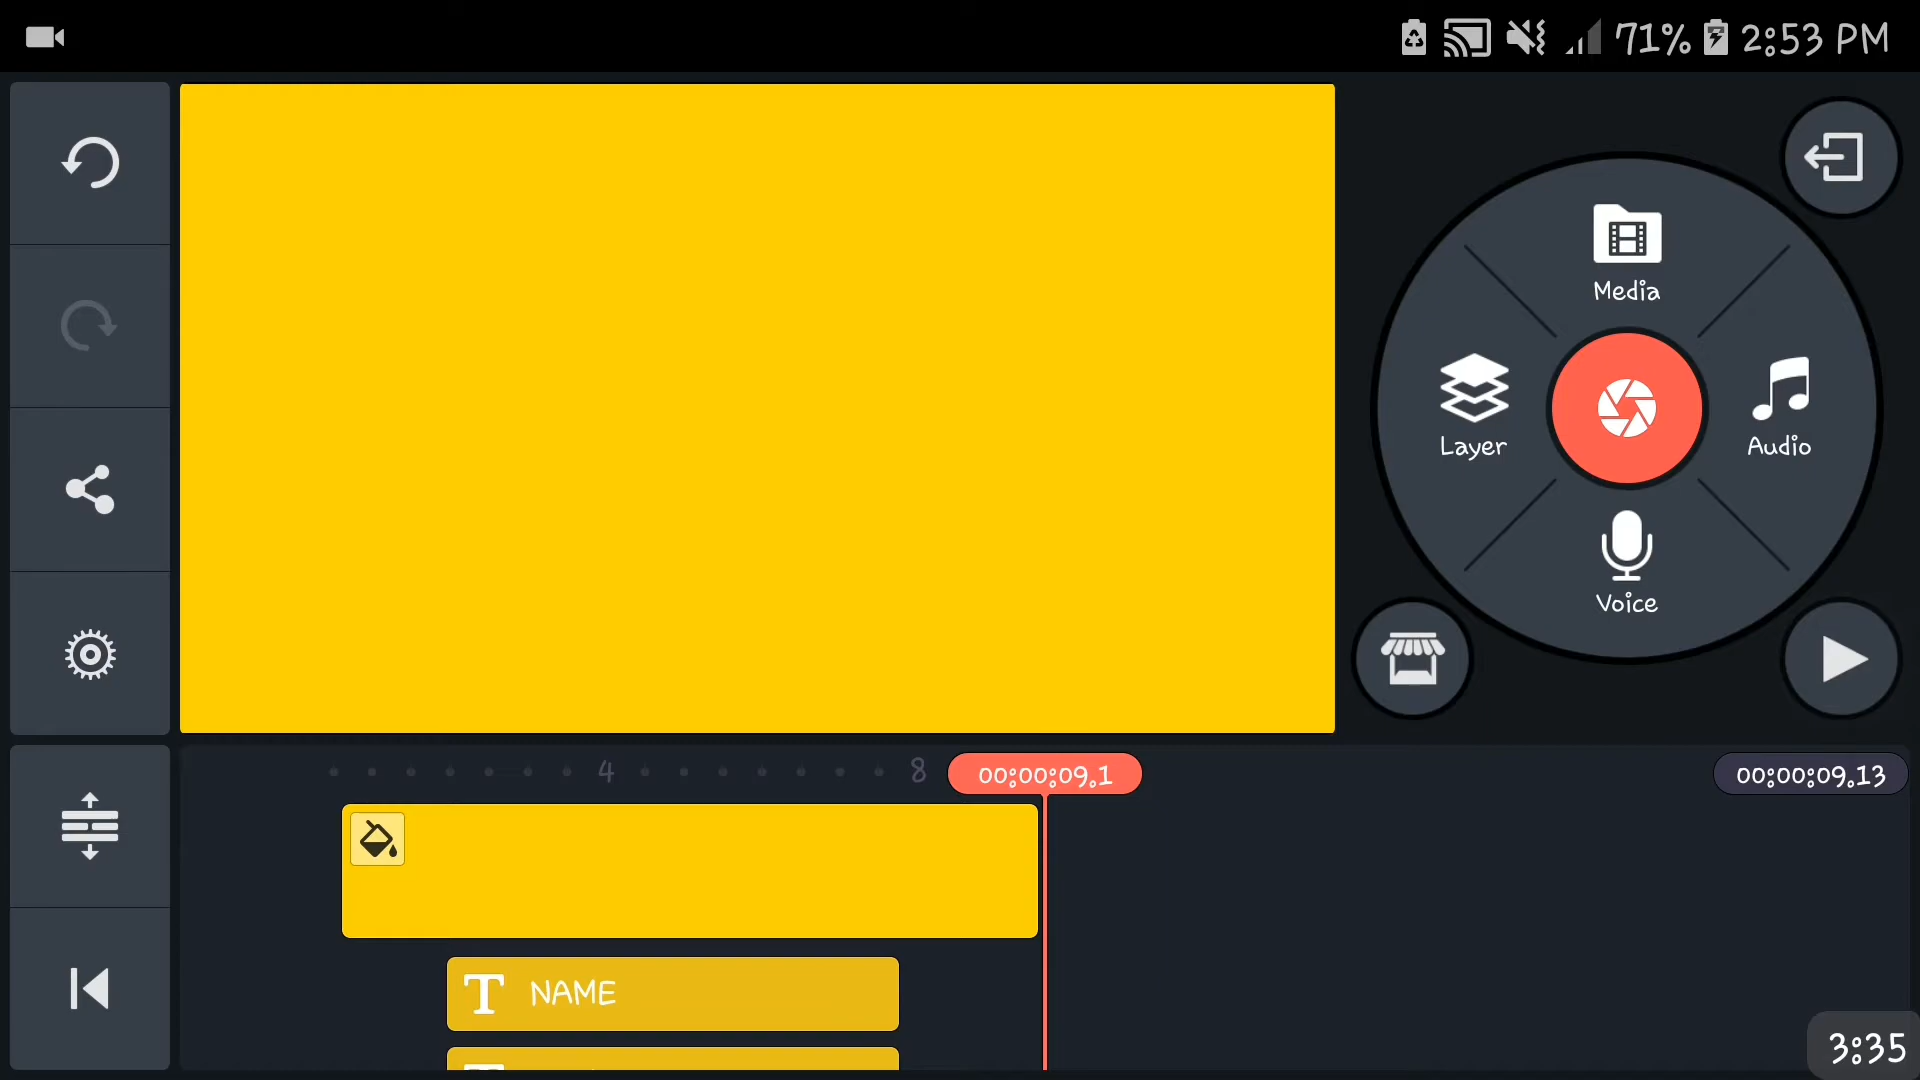 71% 2:53 PM
Media
Layer
Audio
Voice
4 8 00:00:09.1 00:00:09.13
T NAME
3:35